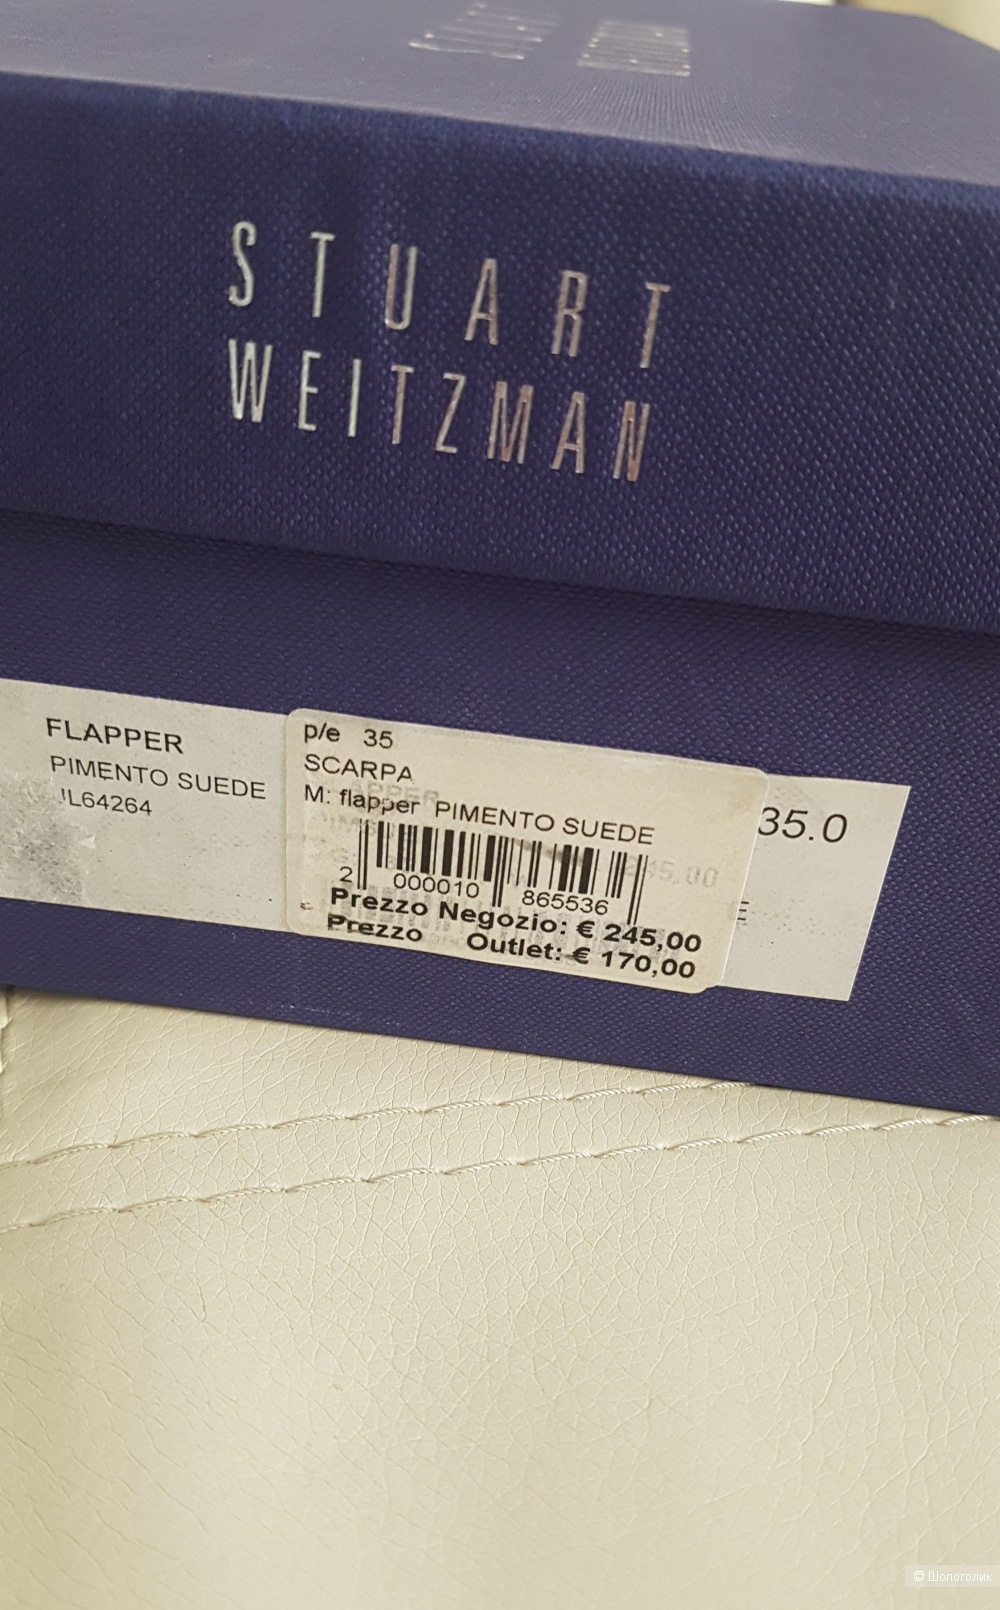 STUART
WEITZMAN
FLAPPER
PIMENTO SUEDE
L64264
p/e 35
SCARPA
M: flapper PIMENTO SUEDE
2 000010 865536
Prezzo Negozio: € 245,00
Prezzo Outlet: € 170,00
35.0
© Шопоголик